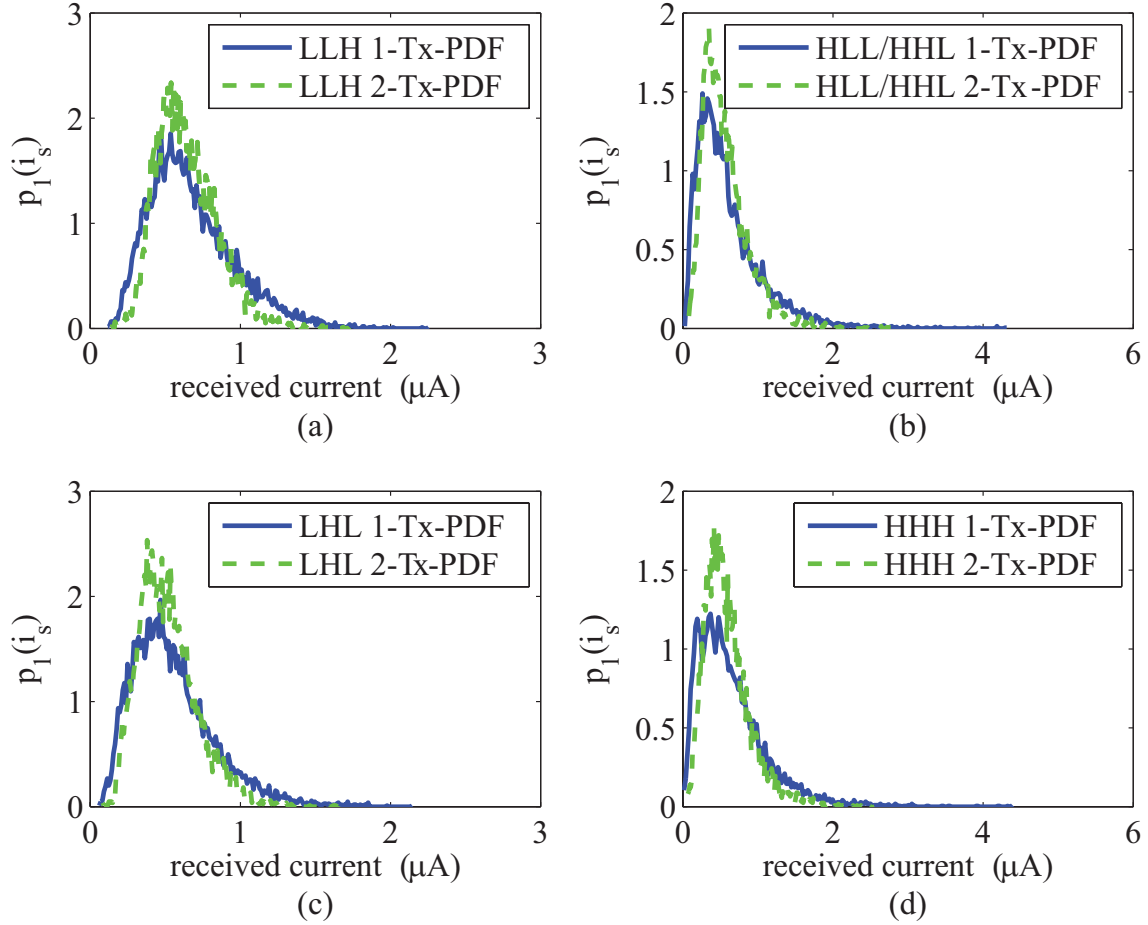 3
2
1
0
p₁(iₛ)
LLH 1-Tx-PDF
LLH 2-Tx-PDF
0 1 2 3
received current (μA)
(a)
2
1.5
1
0.5
0
p₁(iₛ)
HLL/HHL 1-Tx-PDF
HLL/HHL 2-Tx-PDF
0 2 4 6
received current (μA)
(b)
3
2
1
0
p₁(iₛ)
LHL 1-Tx-PDF
LHL 2-Tx-PDF
0 1 2 3
received current (μA)
(c)
2
1.5
1
0.5
0
p₁(iₛ)
HHH 1-Tx-PDF
HHH 2-Tx-PDF
0 2 4 6
received current (μA)
(d)